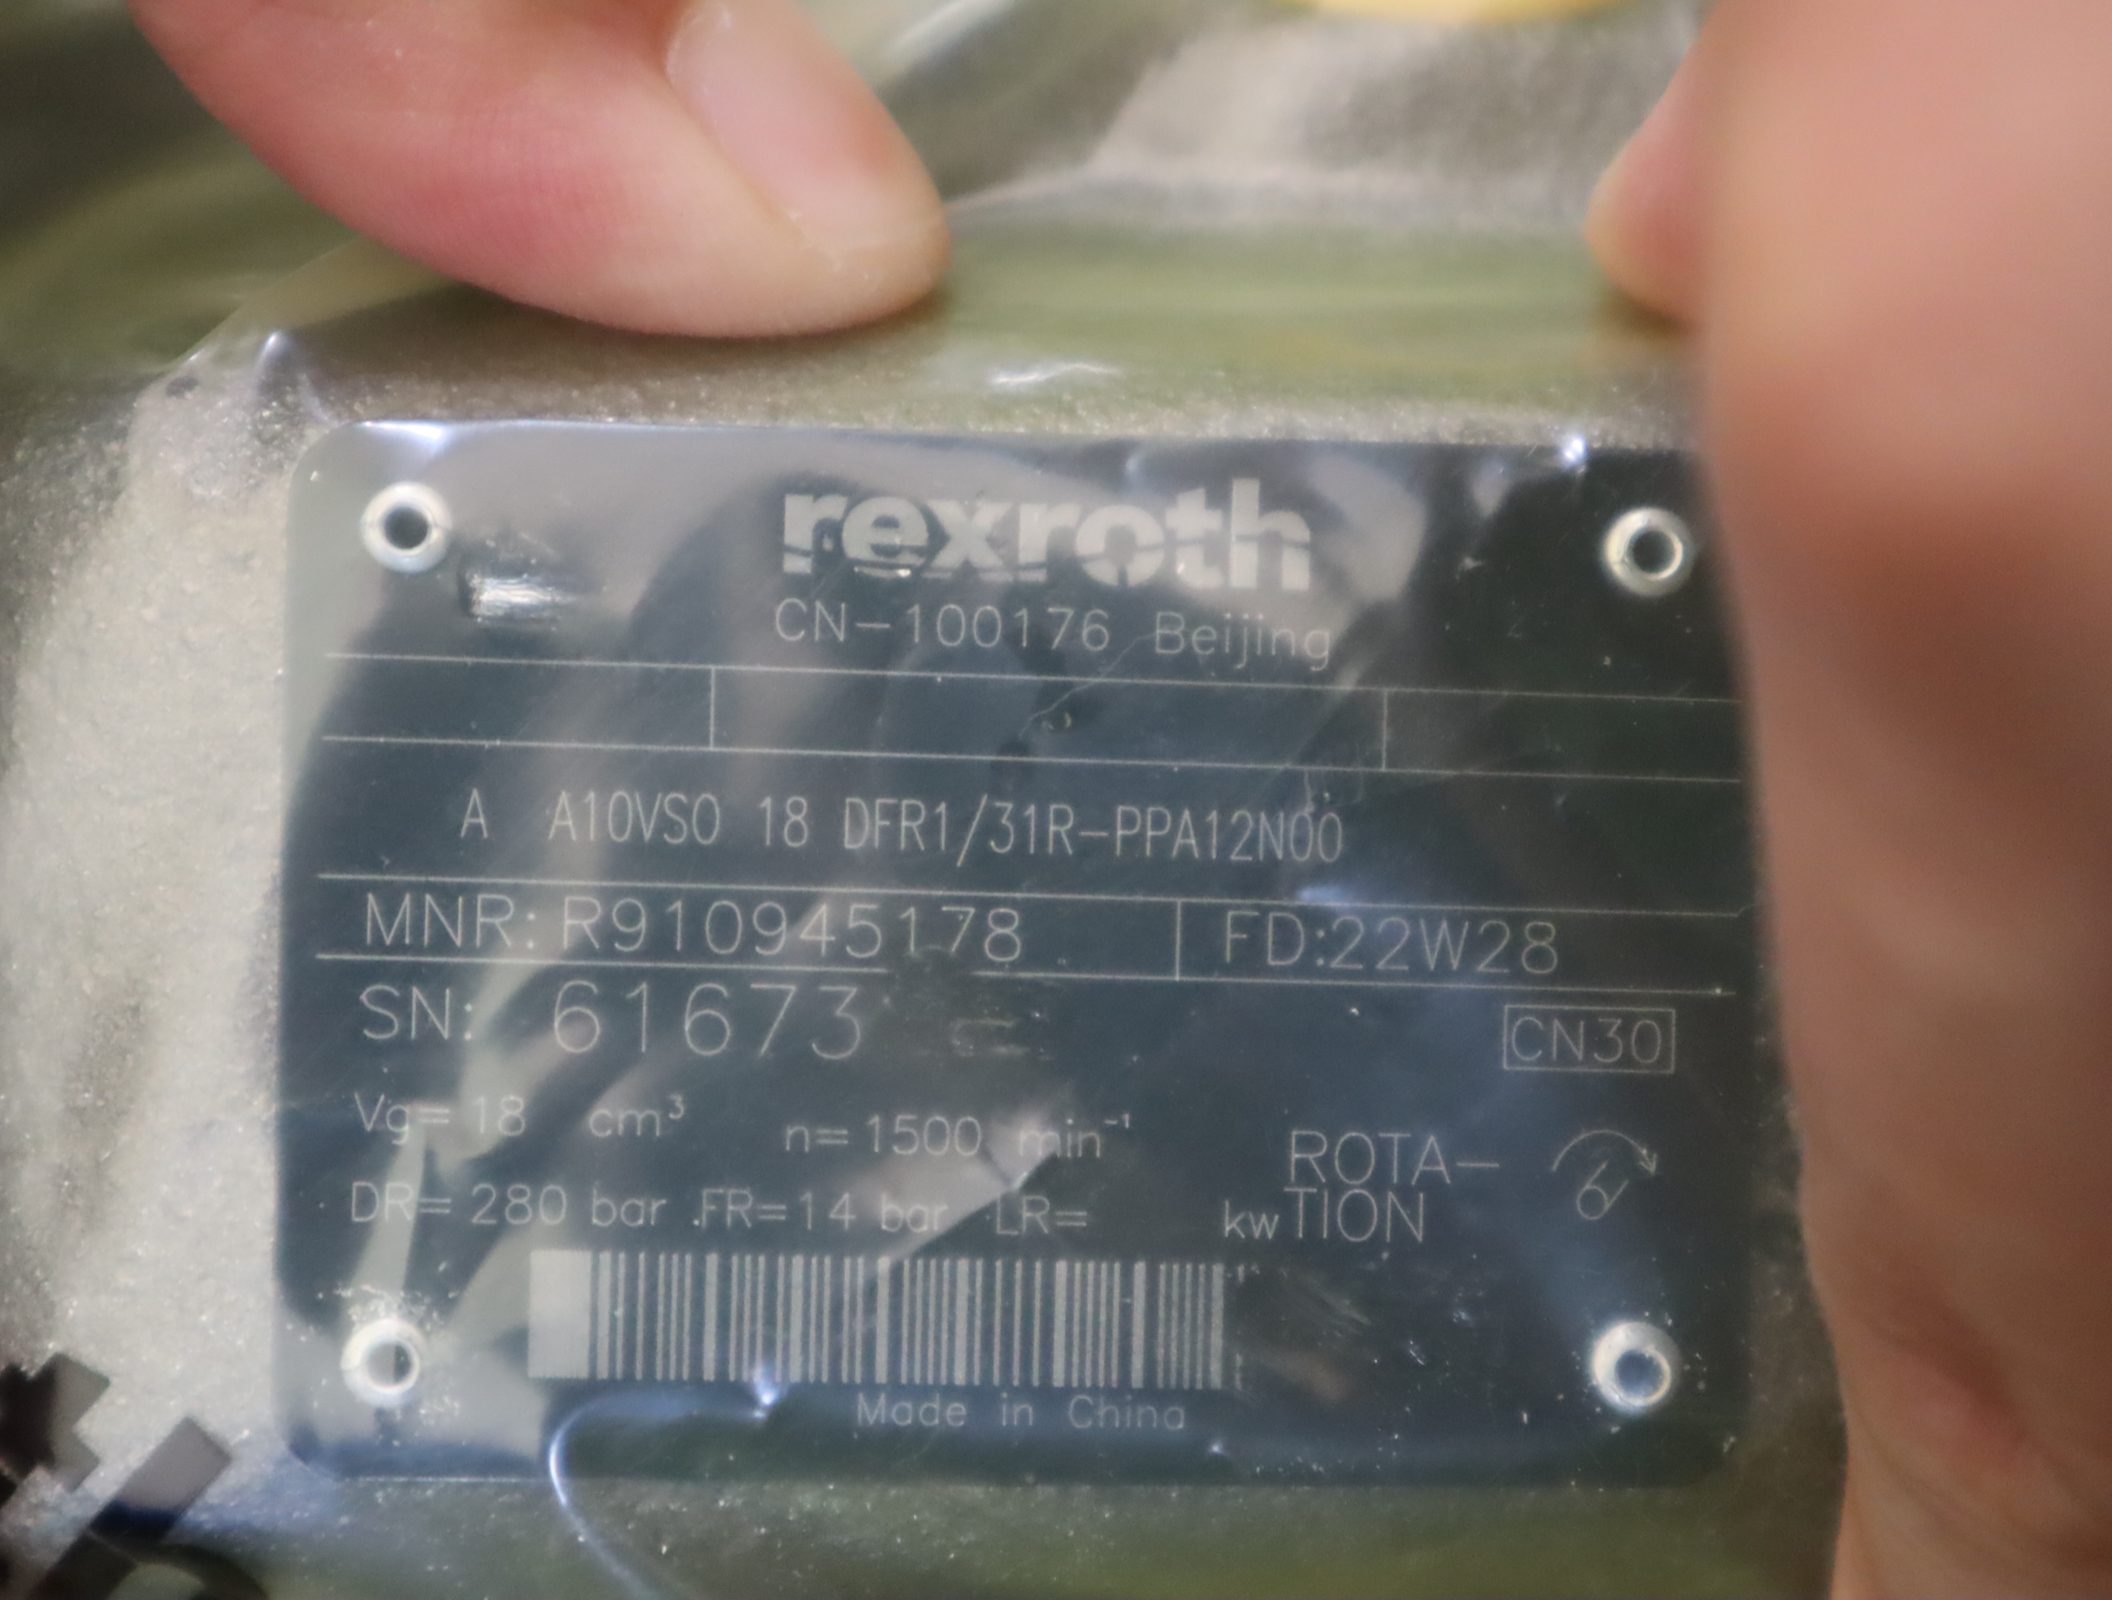 rexroth
CN-100176 Beijing
A A10VSO 18 DFR1/31R-PPA12N00
MNR: R910945178 FD:22W28
SN: 61673
CN30
Vg= 18 cm³ n= 1500 min⁻¹
ROTA-
TION
DR= 280 bar FR=14 bar LR= kw
Made in China